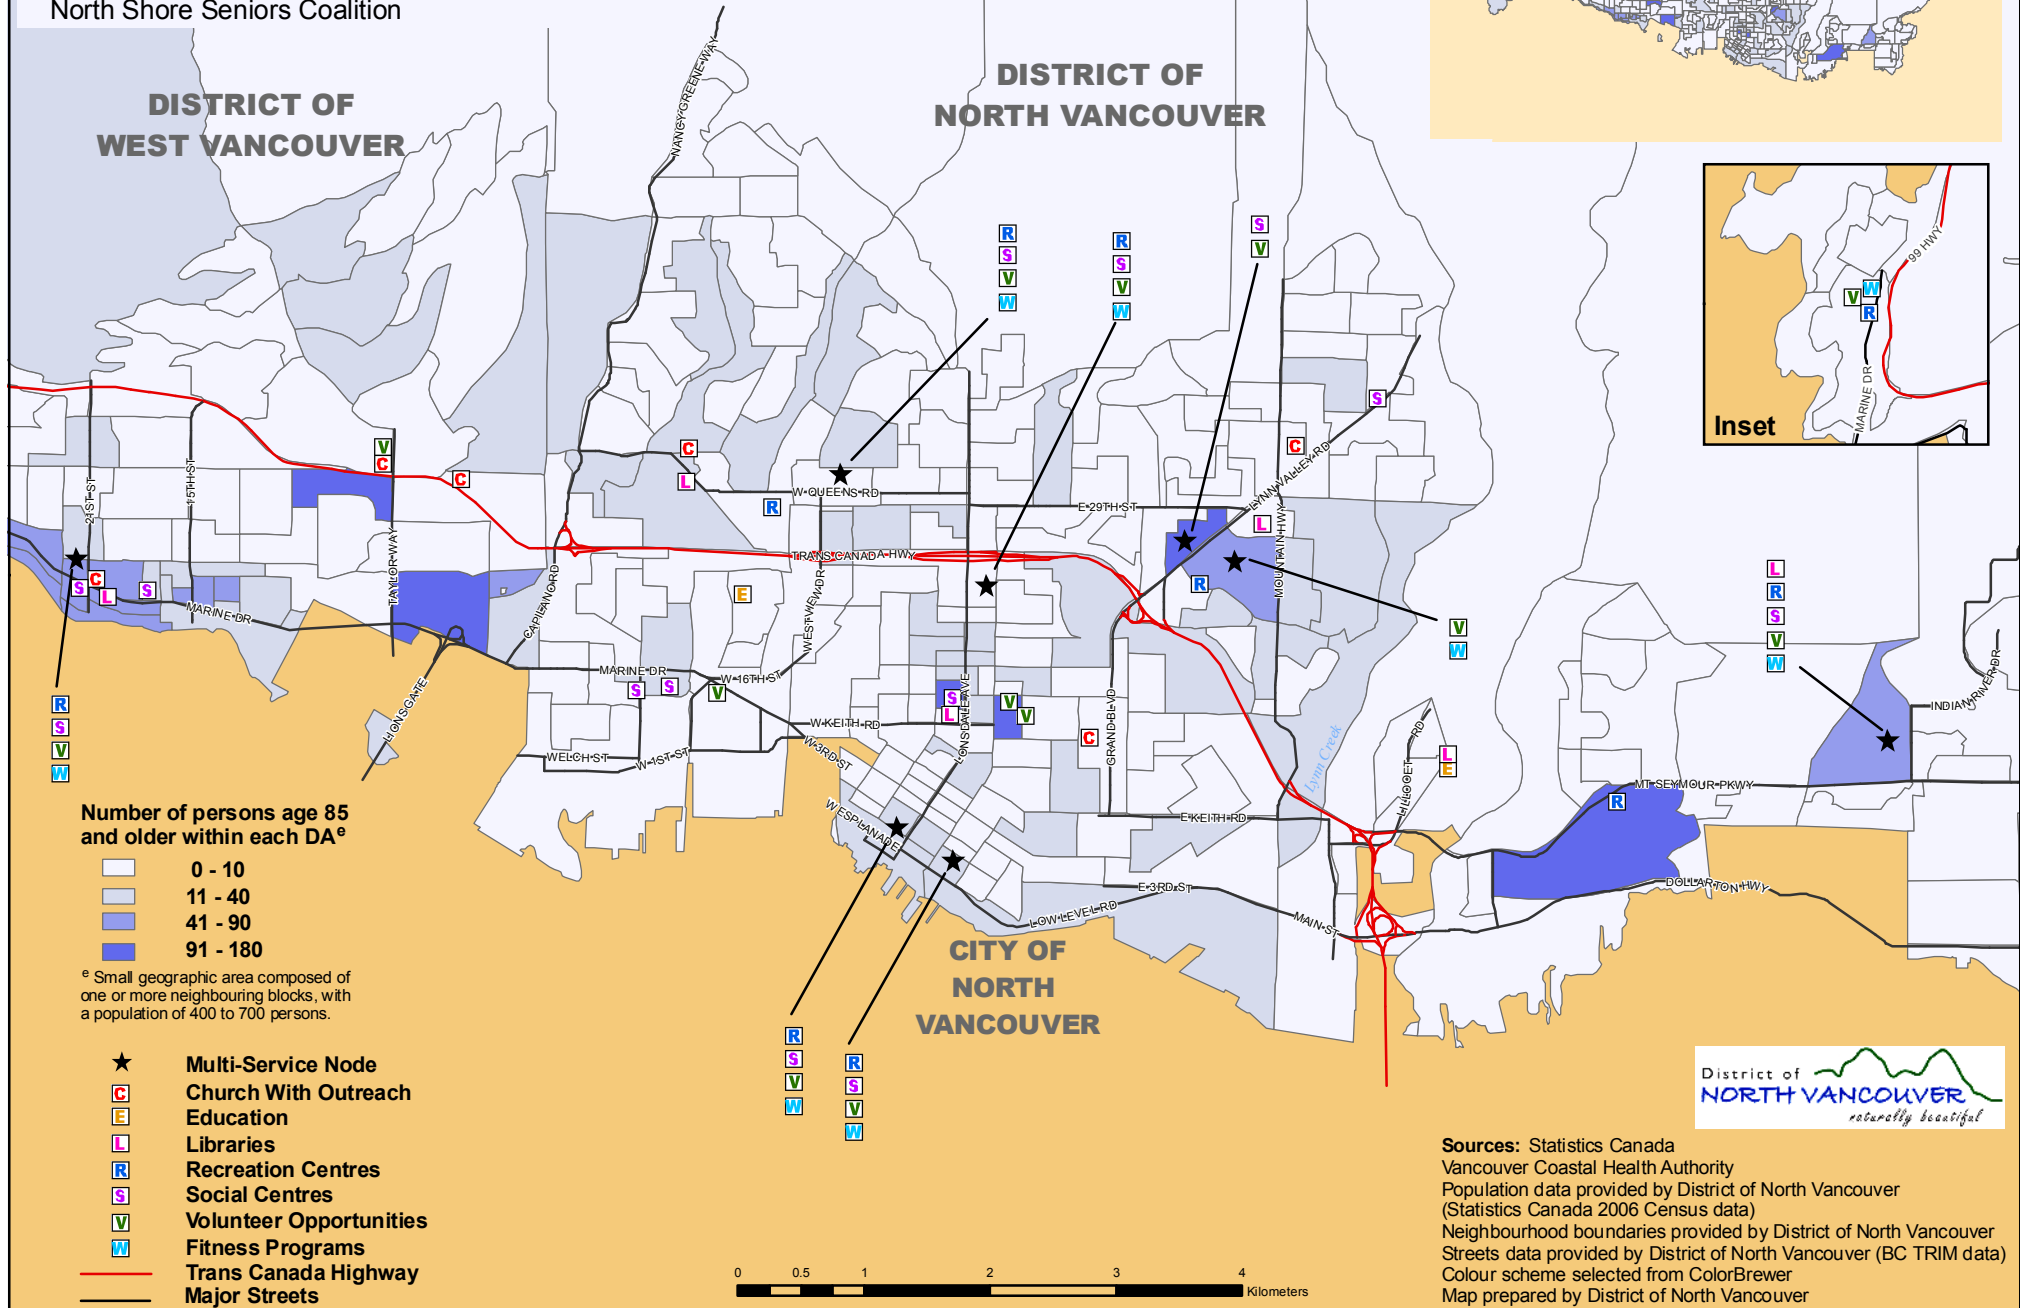 North Shore Seniors Coalition
DISTRICT OF
WEST VANCOUVER
DISTRICT OF
NORTH VANCOUVER
NANCY GREENE WAY
R
S
V
W
R
S
V
W
S
V
99 HWY
W
V
R
MARINE DR
Inset
S
V
C
C
C
L
C
LYNN VALLEY RD
21ST ST
15TH ST
W QUEENS RD
R
E 29TH ST
L
MOUNTAIN HWY
TRANS CANADA HWY
TAYLOR WAY
CAPILANO RD
WESTVIEW DR
E
R
C
S
L
S
MARINE DR
V
W
L
R
S
V
W
MARINE DR
W 16TH ST
S
S
V
LIONSGATE
R
S
V
W
S
L
LONSDALE AVE
V
V
GRAND BLVD
C
W KEITH RD
WELCH ST
W 1ST ST
W 3RD ST
W ESPLANADE
Lynn Creek
LILLOOET RD
L
E
INDIAN RIVER DR
MT SEYMOUR PKWY
R
E KEITH RD
E 3RD ST
LOW LEVEL RD
MAIN ST
DOLLARTON HWY
CITY OF
NORTH
VANCOUVER
R
S
V
W
R
S
V
W
Number of persons age 85
and older within each DAe
0 - 10
11 - 40
41 - 90
91 - 180
e Small geographic area composed of
one or more neighbouring blocks, with
a population of 400 to 700 persons.
Multi-Service Node
C Church With Outreach
E Education
L Libraries
R Recreation Centres
S Social Centres
V Volunteer Opportunities
W Fitness Programs
Trans Canada Highway
Major Streets
0 0.5 1 2 3 4
Kilometers
District of
NORTH VANCOUVER
naturally beautiful
Sources: Statistics Canada
Vancouver Coastal Health Authority
Population data provided by District of North Vancouver
(Statistics Canada 2006 Census data)
Neighbourhood boundaries provided by District of North Vancouver
Streets data provided by District of North Vancouver (BC TRIM data)
Colour scheme selected from ColorBrewer
Map prepared by District of North Vancouver